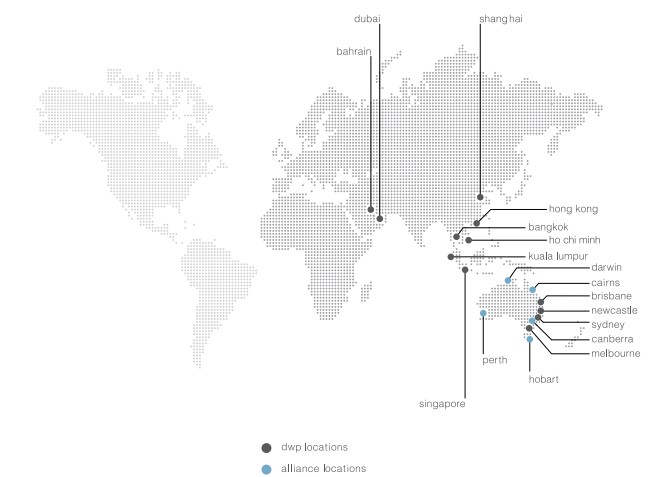 dubai
shanghai
bahrain
hong kong
bangkok
ho chi minh
kuala lumpur
darwin
cairns
brisbane
newcastle
sydney
canberra
melbourne
perth
hobart
singapore
dwp locations
alliance locations